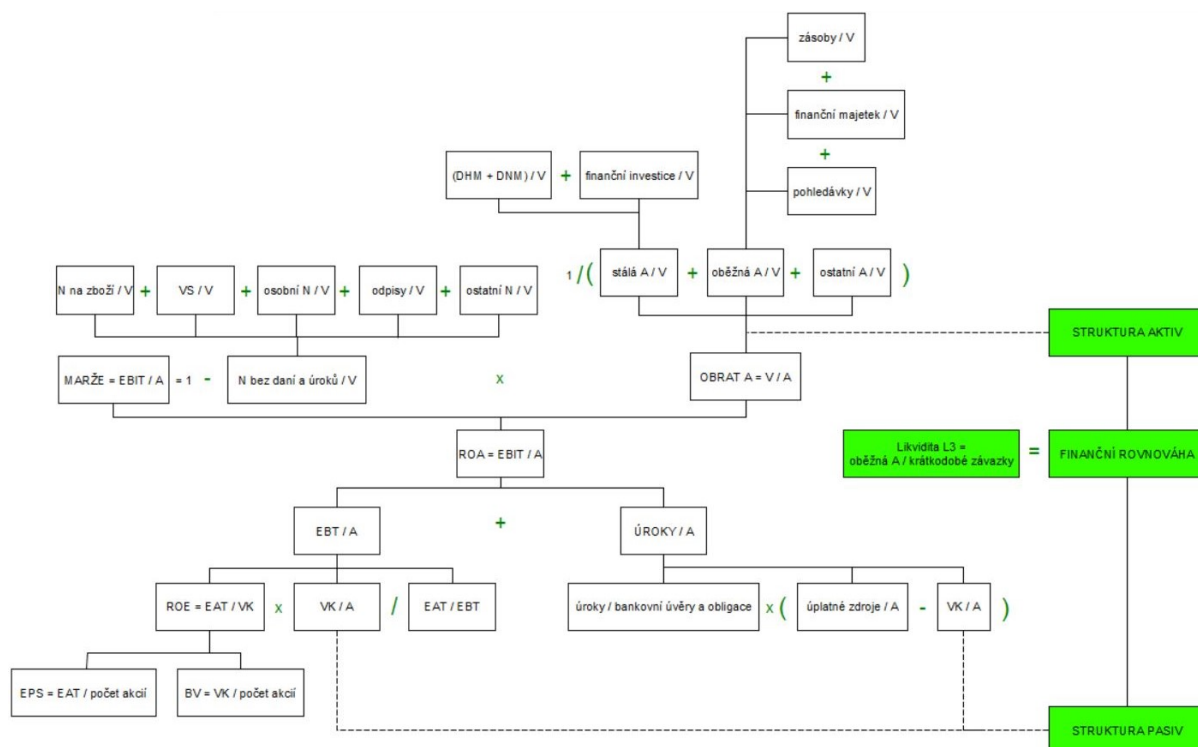 zásoby / V
+
finanční majetek / V
+
(DHM + DNM) / V + finanční investice / V
pohledávky / V
1 / ( stálá A / V + oběžná A / V + ostatní A / V )
N na zboží / V + VS / V + osobní N / V + odpisy / V + ostatní N / V
STRUKTURA AKTIV
MARŽE = EBIT / A = 1 - N bez daní a úroků / V x OBRAT A = V / A
ROA = EBIT / A
Likvidita L3 =
oběžná A / krátkodobé závazky
= FINANČNÍ ROVNOVÁHA
EBT / A + ÚROKY / A
ROE = EAT / VK x VK / A / EAT / EBT
úroky / bankovní úvěry a obligace x ( úplatné zdroje / A - VK / A )
EPS = EAT / počet akcií
BV = VK / počet akcií
STRUKTURA PASIV